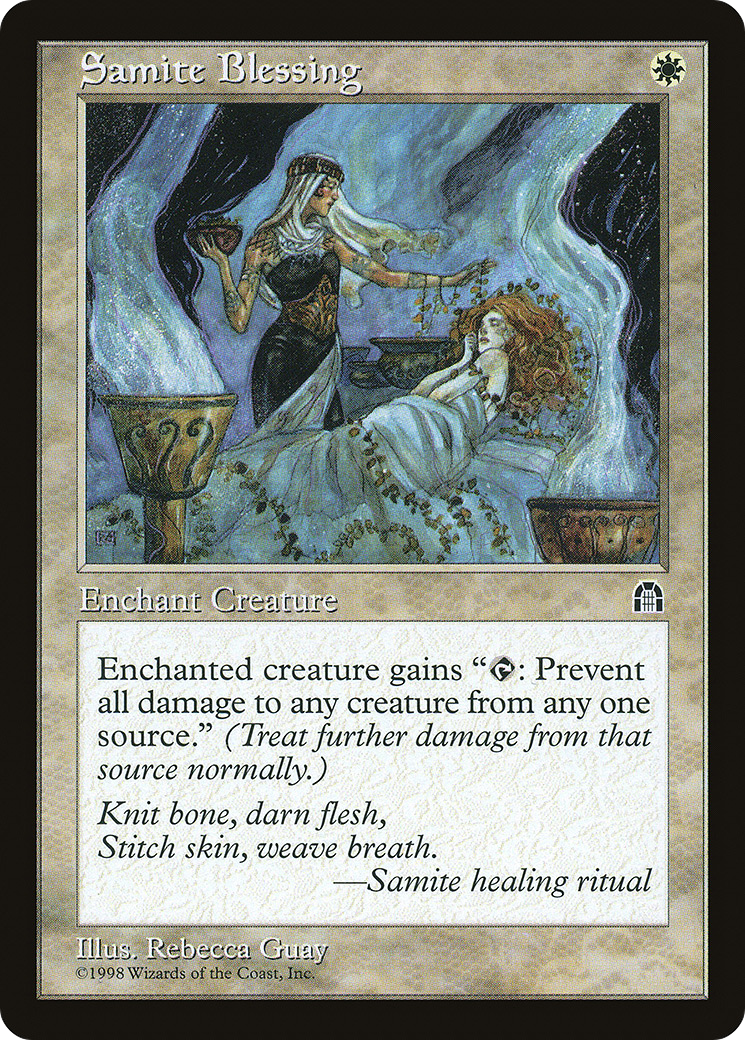 Samite Blessing
Enchant Creature
Enchanted creature gains “: Prevent
all damage to any creature from any one
source.” (Treat further damage from that
source normally.)
Knit bone, darn flesh,
Stitch skin, weave breath.
—Samite healing ritual
Illus. Rebecca Guay
©1998 Wizards of the Coast, Inc.